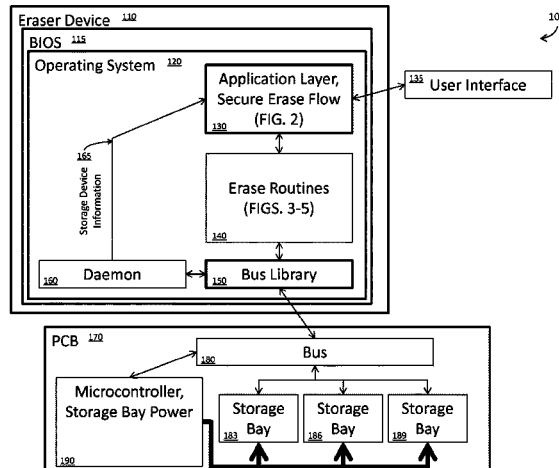 Eraser Device 110
BIOS 115
Operating System 120
10
Application Layer,
Secure Erase Flow
(FIG. 2)
130
135
User Interface
165
Storage Device
Information
Erase Routines
(FIGS. 3-5)
140
160
Daemon
150
Bus Library
PCB 170
180
Bus
Microcontroller,
Storage Bay Power
190
Storage
Bay
183
Storage
Bay
186
Storage
Bay
189